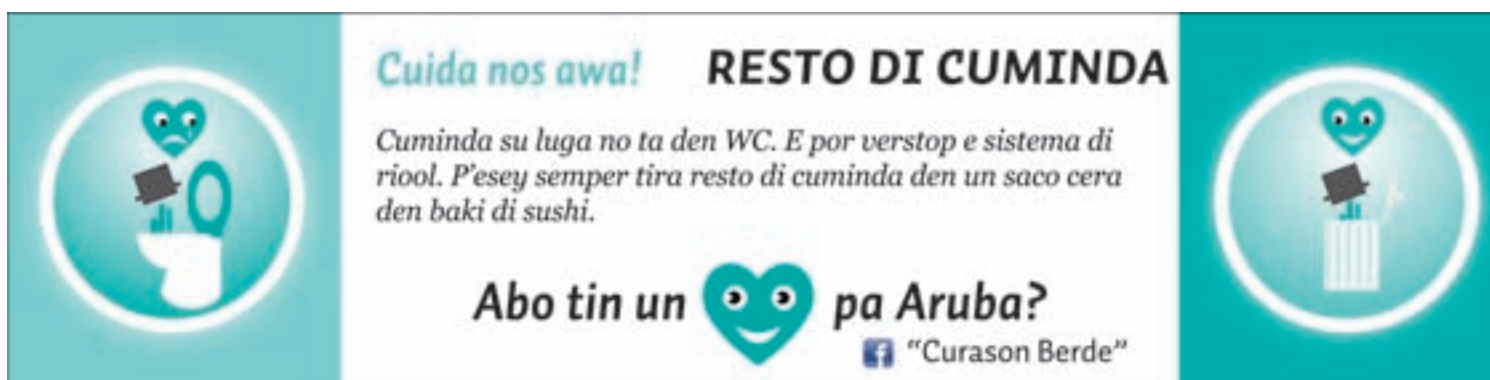 Cuida nos awa! RESTO DI CUMINDA
Cuminda su luga no ta den WC. E por verstop e sistema di
riool. P'esey semper tira resto di cuminda den un saco cera
den baki di sushi.
Abo tin un pa Aruba?
"Curason Berde"